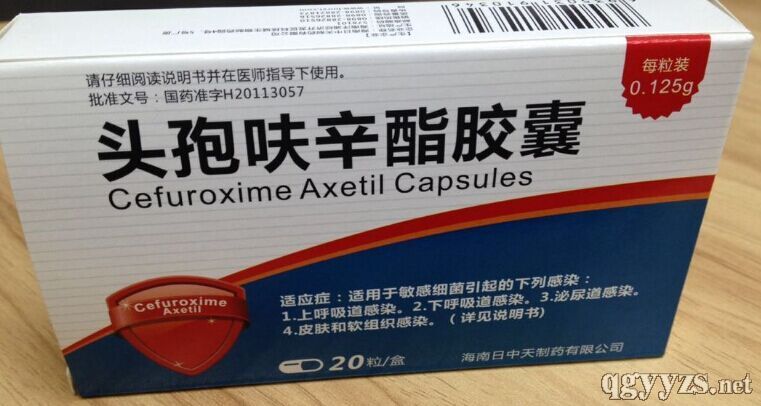 请仔细阅读说明书并在医师指导下使用。
批准文号：国药准字H20113057
每粒装
0.125g
头孢呋辛酯胶囊
Cefuroxime Axetil Capsules
Cefuroxime
Axetil
适应症：适用于敏感细菌引起的下列感染：
1.上呼吸道感染。2.下呼吸道感染。3.泌尿道感染。
4.皮肤和软组织感染。（详见说明书）
20粒/盒
海南日中天制药有限公司
qgyyzs.net